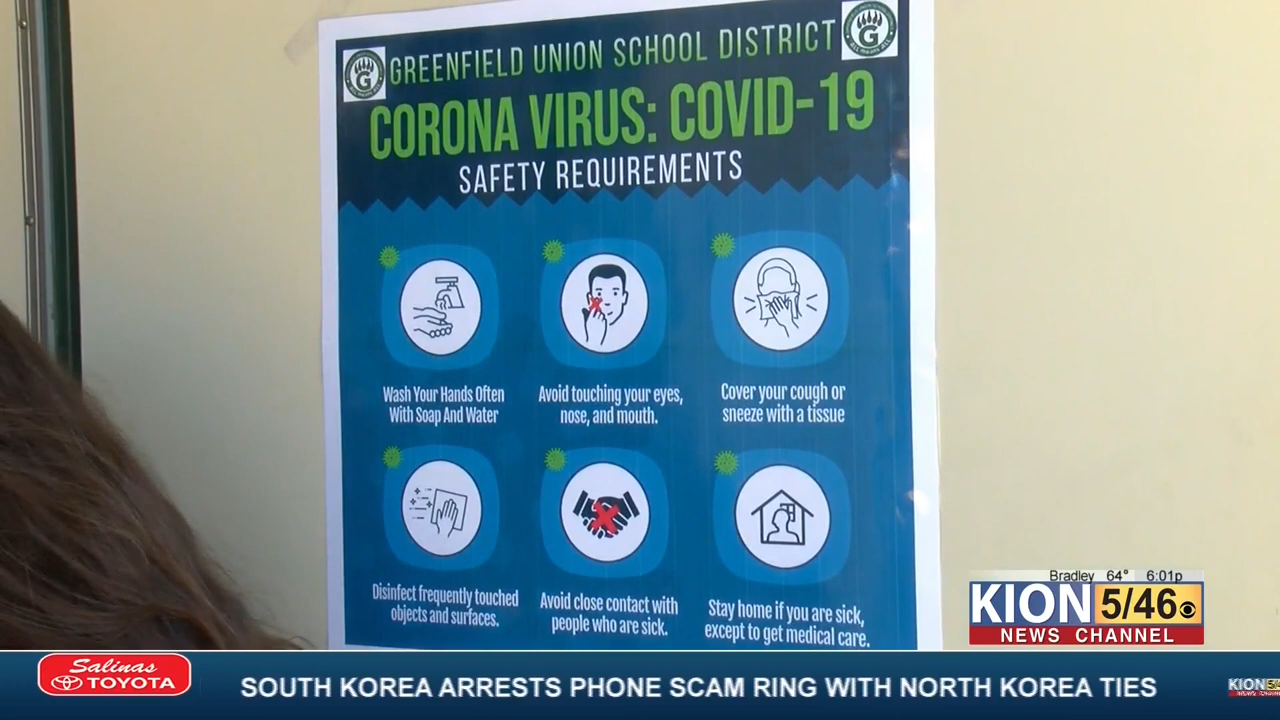 GREENFIELD UNION SCHOOL DISTRICT
G
G
CORONA VIRUS: COVID-19
SAFETY REQUIREMENTS
Wash Your Hands Often
With Soap And Water
Avoid touching your eyes,
nose, and mouth.
Cover your cough or
sneeze with a tissue
Disinfect frequently touched
objects and surfaces.
Avoid close contact with
people who are sick.
Stay home if you are sick,
except to get medical care.
Bradley 64° 6:01p
KION 5/46
NEWS CHANNEL
Salinas
TOYOTA
SOUTH KOREA ARRESTS PHONE SCAM RING WITH NORTH KOREA TIES
KION